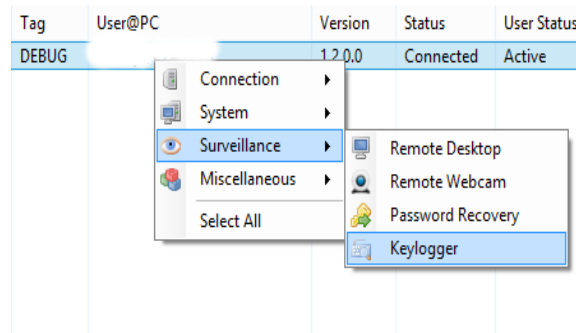 Tag User@PC Version Status User Status
DEBUG 1.2.0.0 Connected Active
Connection
System
Surveillance
Miscellaneous
Select All
Remote Desktop
Remote Webcam
Password Recovery
Keylogger